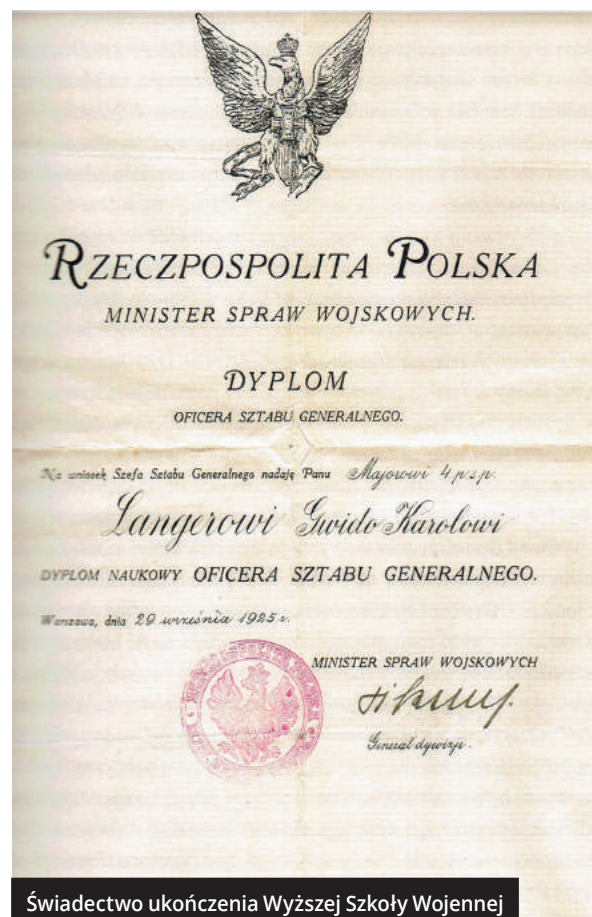 RZECZPOSPOLITA POLSKA
MINISTER SPRAW WOJSKOWYCH.
DYPLOM
OFICERA SZTABU GENERALNEGO.
Na wniosek Szefa Sztabu Generalnego nadaję Panu Majorowi 4 p.s.p.
Langerowi Gwido Karolowi
DYPLOM NAUKOWY OFICERA SZTABU GENERALNEGO.
Warszawa, dnia 29 września 1925 r.
MINISTER SPRAW WOJSKOWYCH
Generał dywizji.
Świadectwo ukończenia Wyższej Szkoły Wojennej